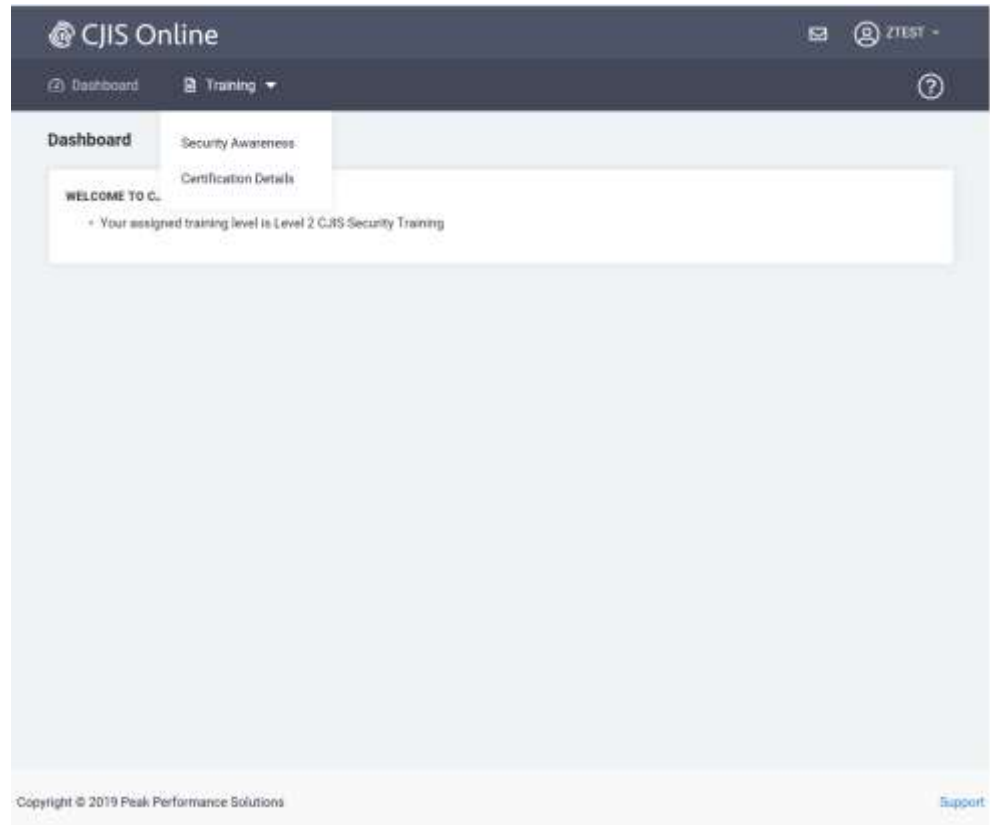 CJIS Online
ZTEST
Dashboard
Training
Dashboard
Security Awareness
Certification Details
WELCOME TO C
Your assigned training level is Level 2 CJIS Security Training
Copyright © 2019 Peak Performance Solutions
Support